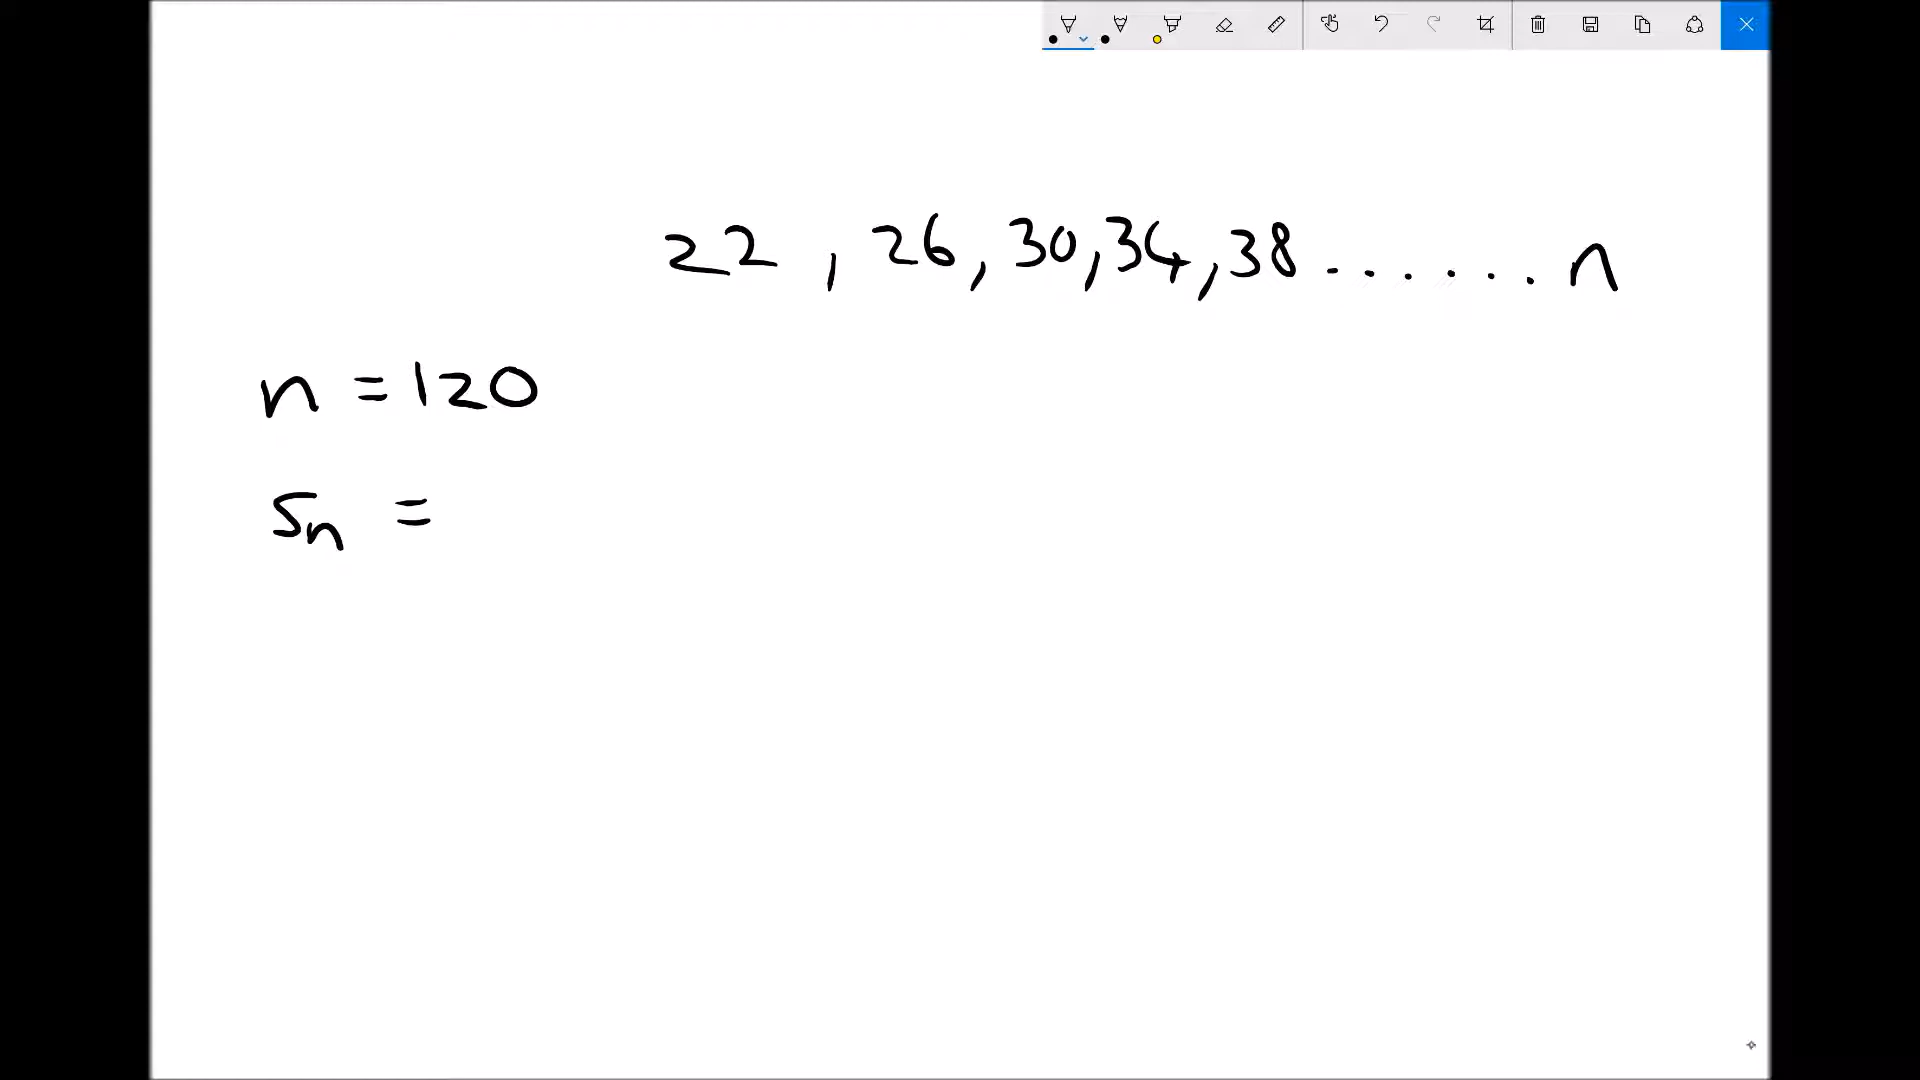 22 , 26, 30, 34, 38 . . . . . . n
n = 120
Sn =